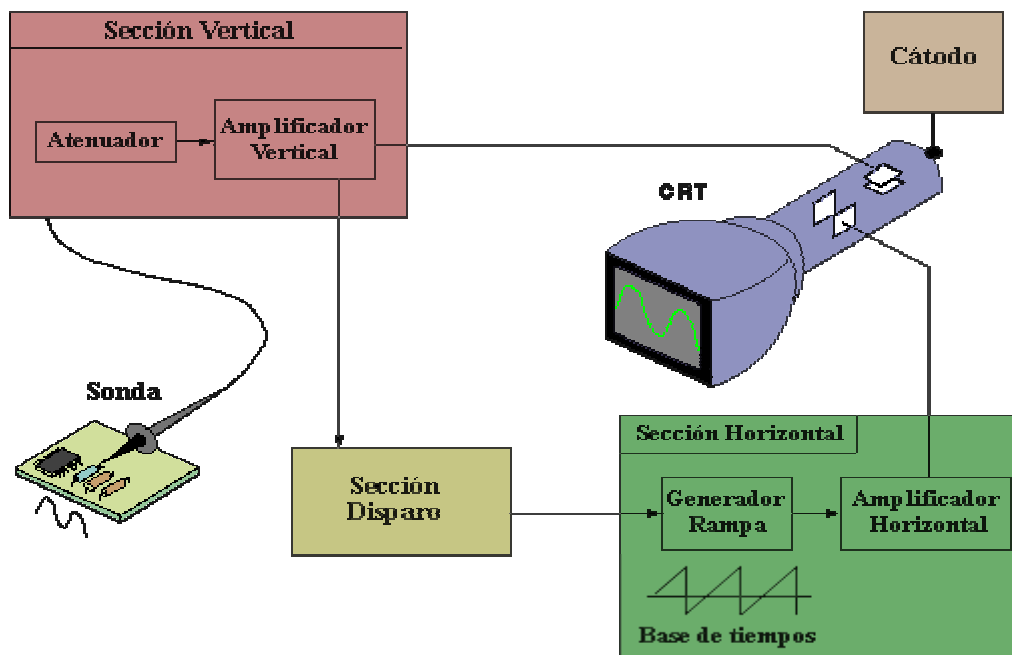 Sección Vertical
Cátodo
Atenuador
Amplificador
Vertical
CRT
Sonda
Sección
Disparo
Sección Horizontal
Generador
Rampa
Amplificador
Horizontal
Base de tiempos